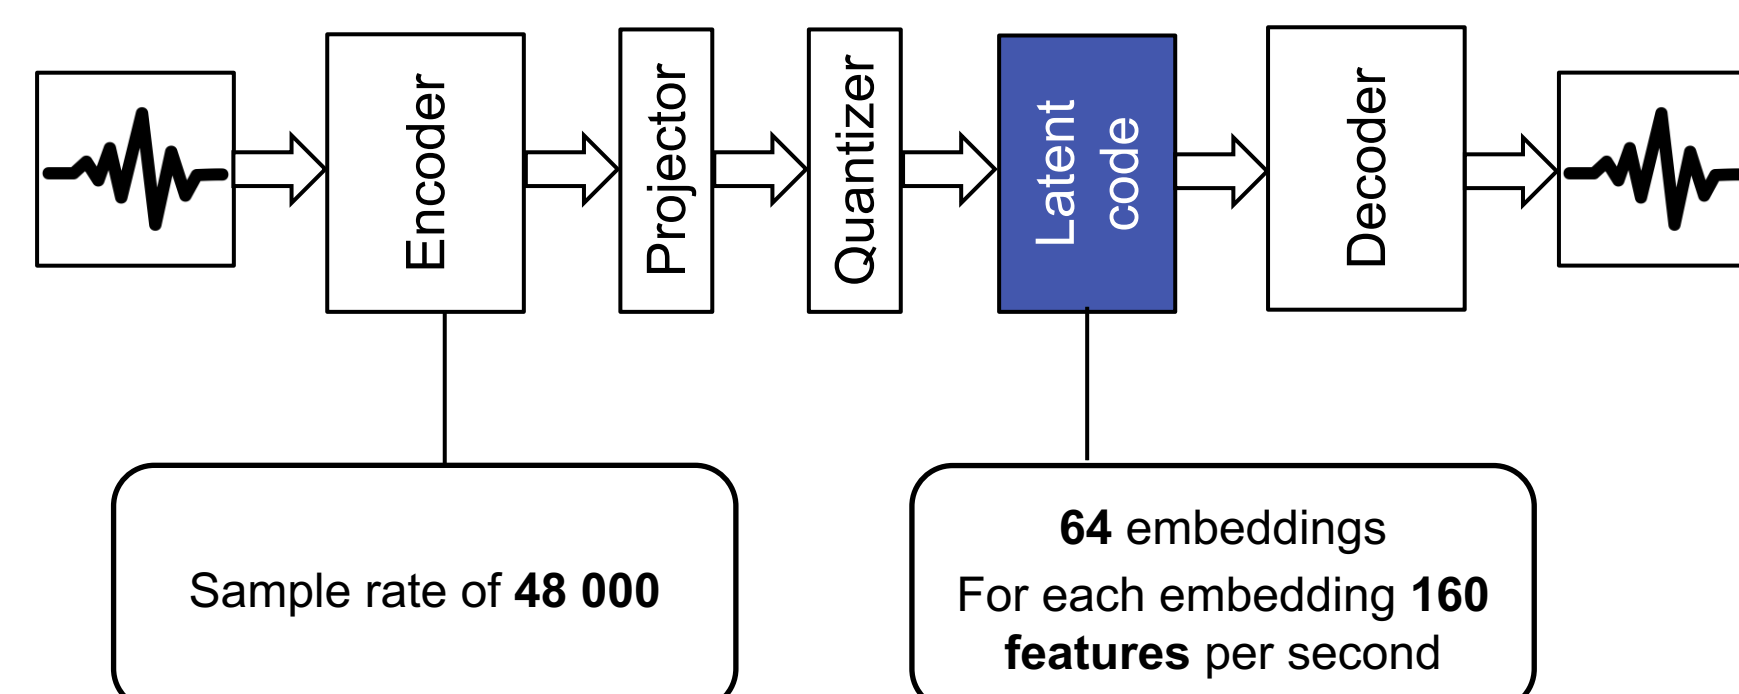 Encoder
Projector
Quantizer
Latent
code
Decoder
Sample rate of 48 000
64 embeddings
For each embedding 160
features per second